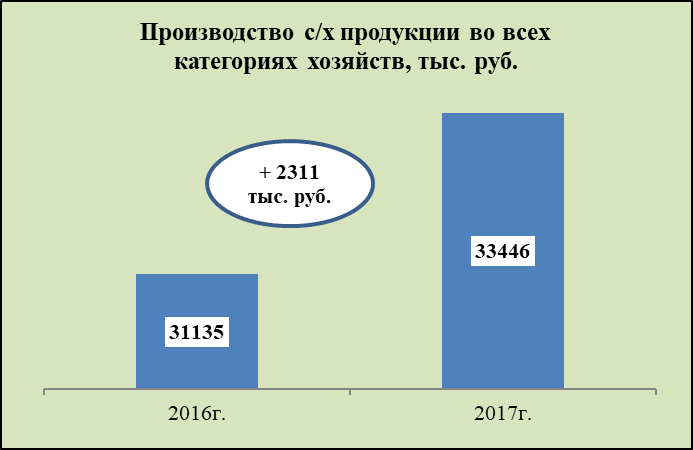 Производство с/х продукции во всех
категориях хозяйств, тыс. руб.
+ 2311
тыс. руб.
33446
31135
2016г.
2017г.